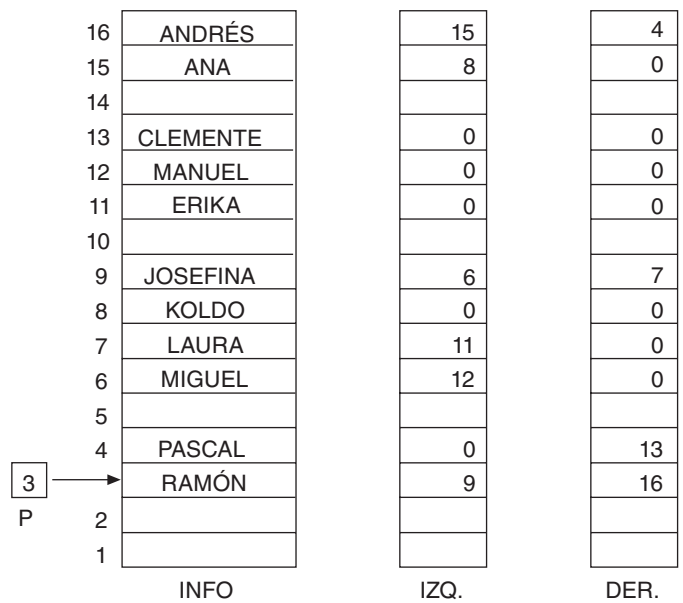 16 ANDRÉS 15 4
15 ANA 8 0
14
13 CLEMENTE 0 0
12 MANUEL 0 0
11 ERIKA 0 0
10
9 JOSEFINA 6 7
8 KOLDO 0 0
7 LAURA 11 0
6 MIGUEL 12 0
5
4 PASCAL 0 13
3 RAMÓN 9 16
P 2
1
INFO IZQ. DER.